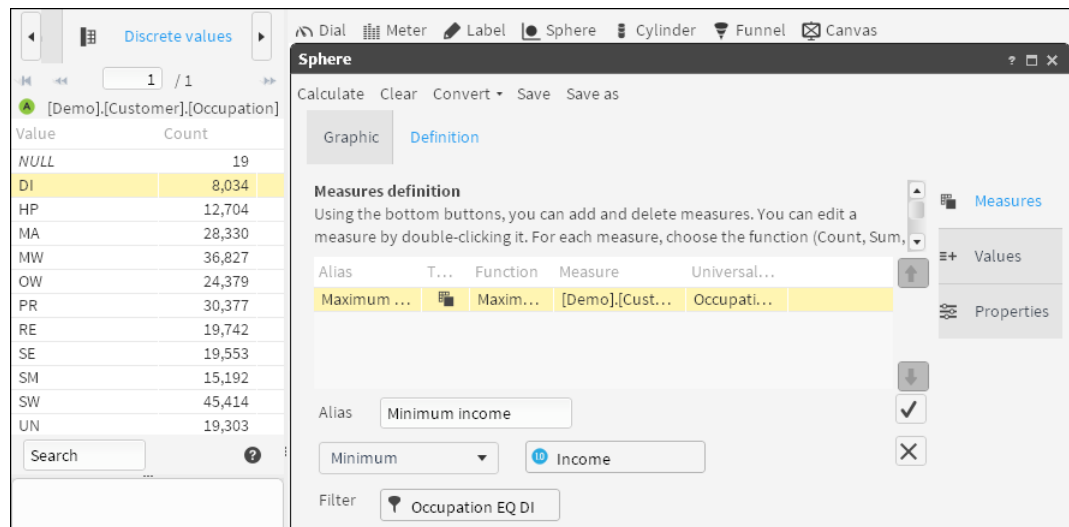 Discrete values
1 / 1
A [Demo].[Customer].[Occupation]
Value Count
NULL 19
DI 8,034
HP 12,704
MA 28,330
MW 36,827
OW 24,379
PR 30,377
RE 19,742
SE 19,553
SM 15,192
SW 45,414
UN 19,303
Search ?
Dial Meter Label Sphere Cylinder Funnel Canvas
Sphere ?
Calculate Clear Convert Save Save as
Graphic Definition
Measures definition
Using the bottom buttons, you can add and delete measures. You can edit a
measure by double-clicking it. For each measure, choose the function (Count, Sum,
Alias T... Function Measure Universal...
Maximum ... Maxim... [Demo].[Cust... Occupati...
Alias Minimum income
Minimum 1.0 Income
Filter Occupation EQ DI
Measures
Values
Properties